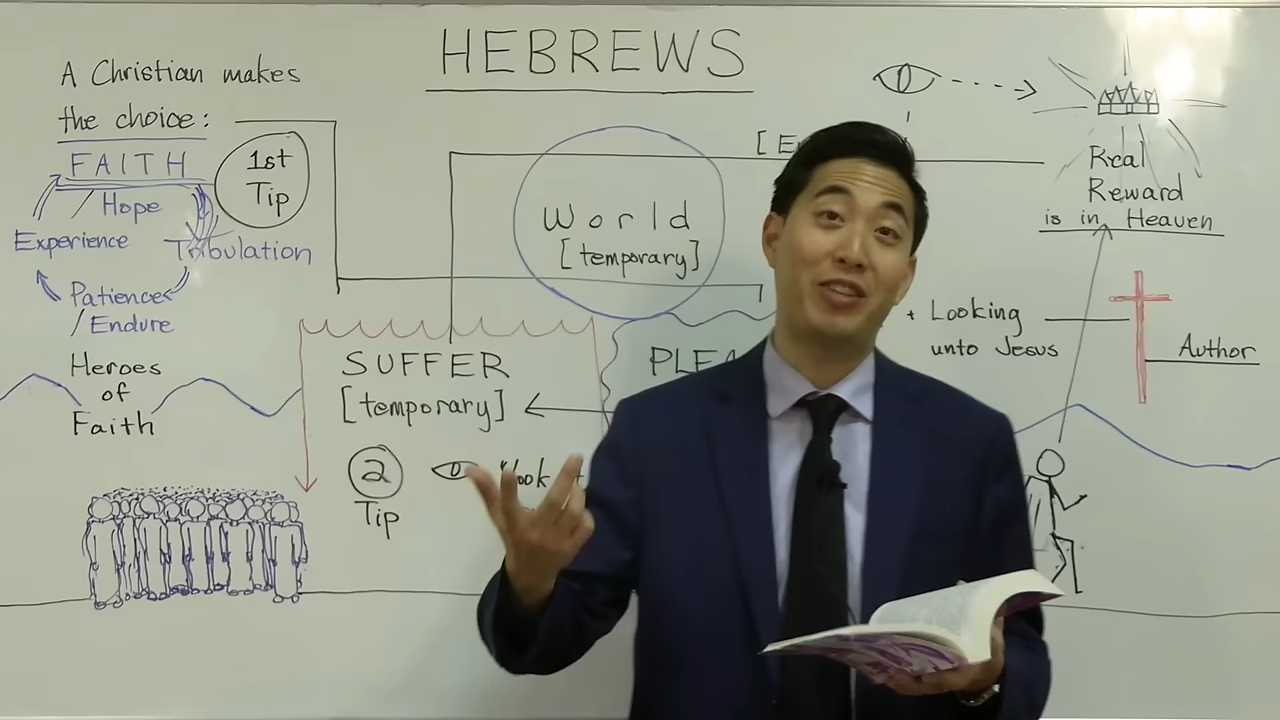 HEBREWS
A Christian makes
the choice:
FAITH
Hope
Experience
Tribulation
Patience
Endure
1st
Tip
Heroes
of
Faith
World
[temporary]
SUFFER
[temporary]
2
Tip
look
Real
Reward
is in Heaven
+ Looking
unto Jesus
Author